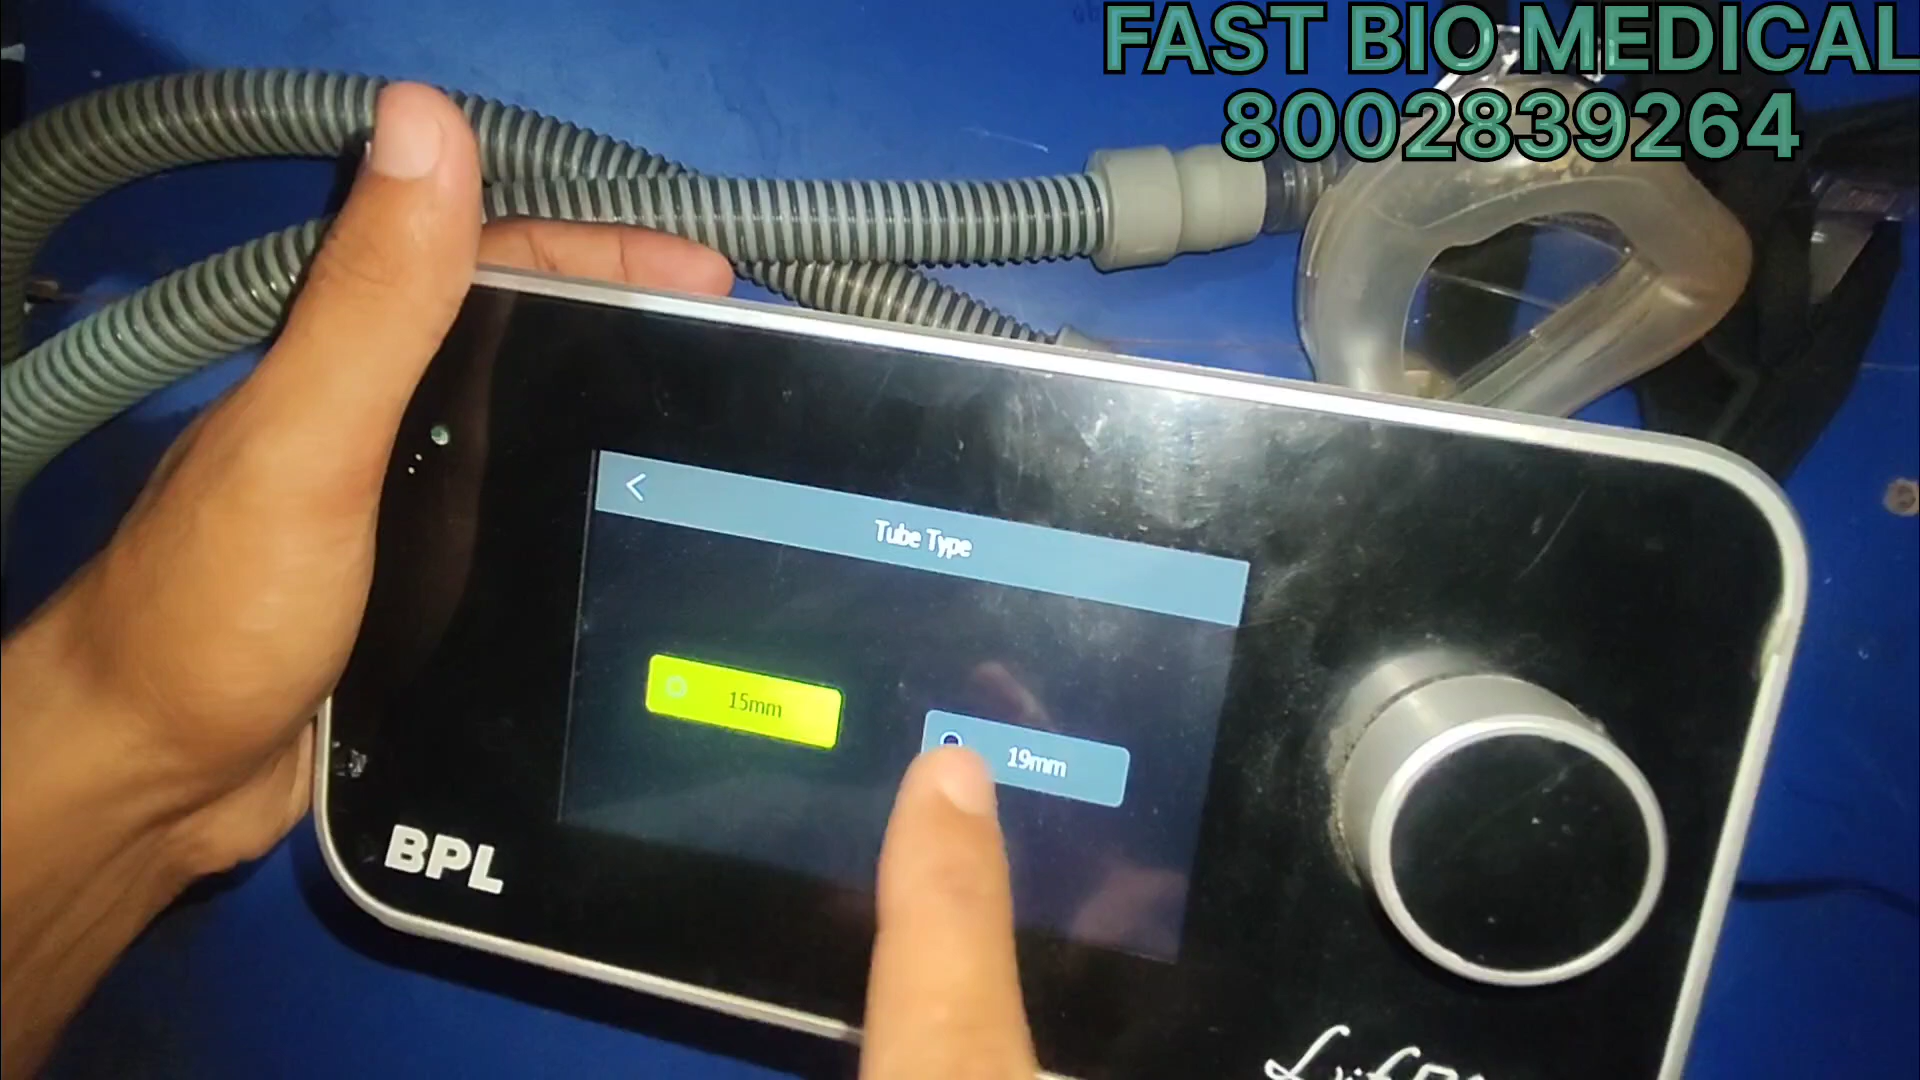 FAST BIO MEDICAL
8002839264
Tube Type
15mm
19mm
BPL